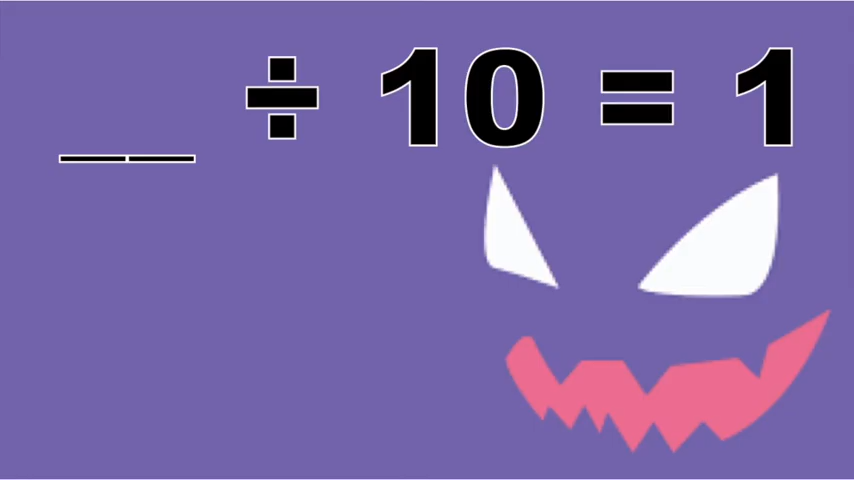 __ ÷ 10 = 1